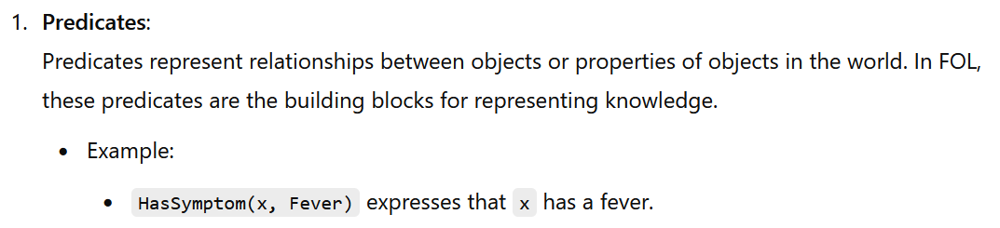 1. Predicates:
Predicates represent relationships between objects or properties of objects in the world. In FOL,
these predicates are the building blocks for representing knowledge.
• Example:
• HasSymptom(x, Fever) expresses that x has a fever.